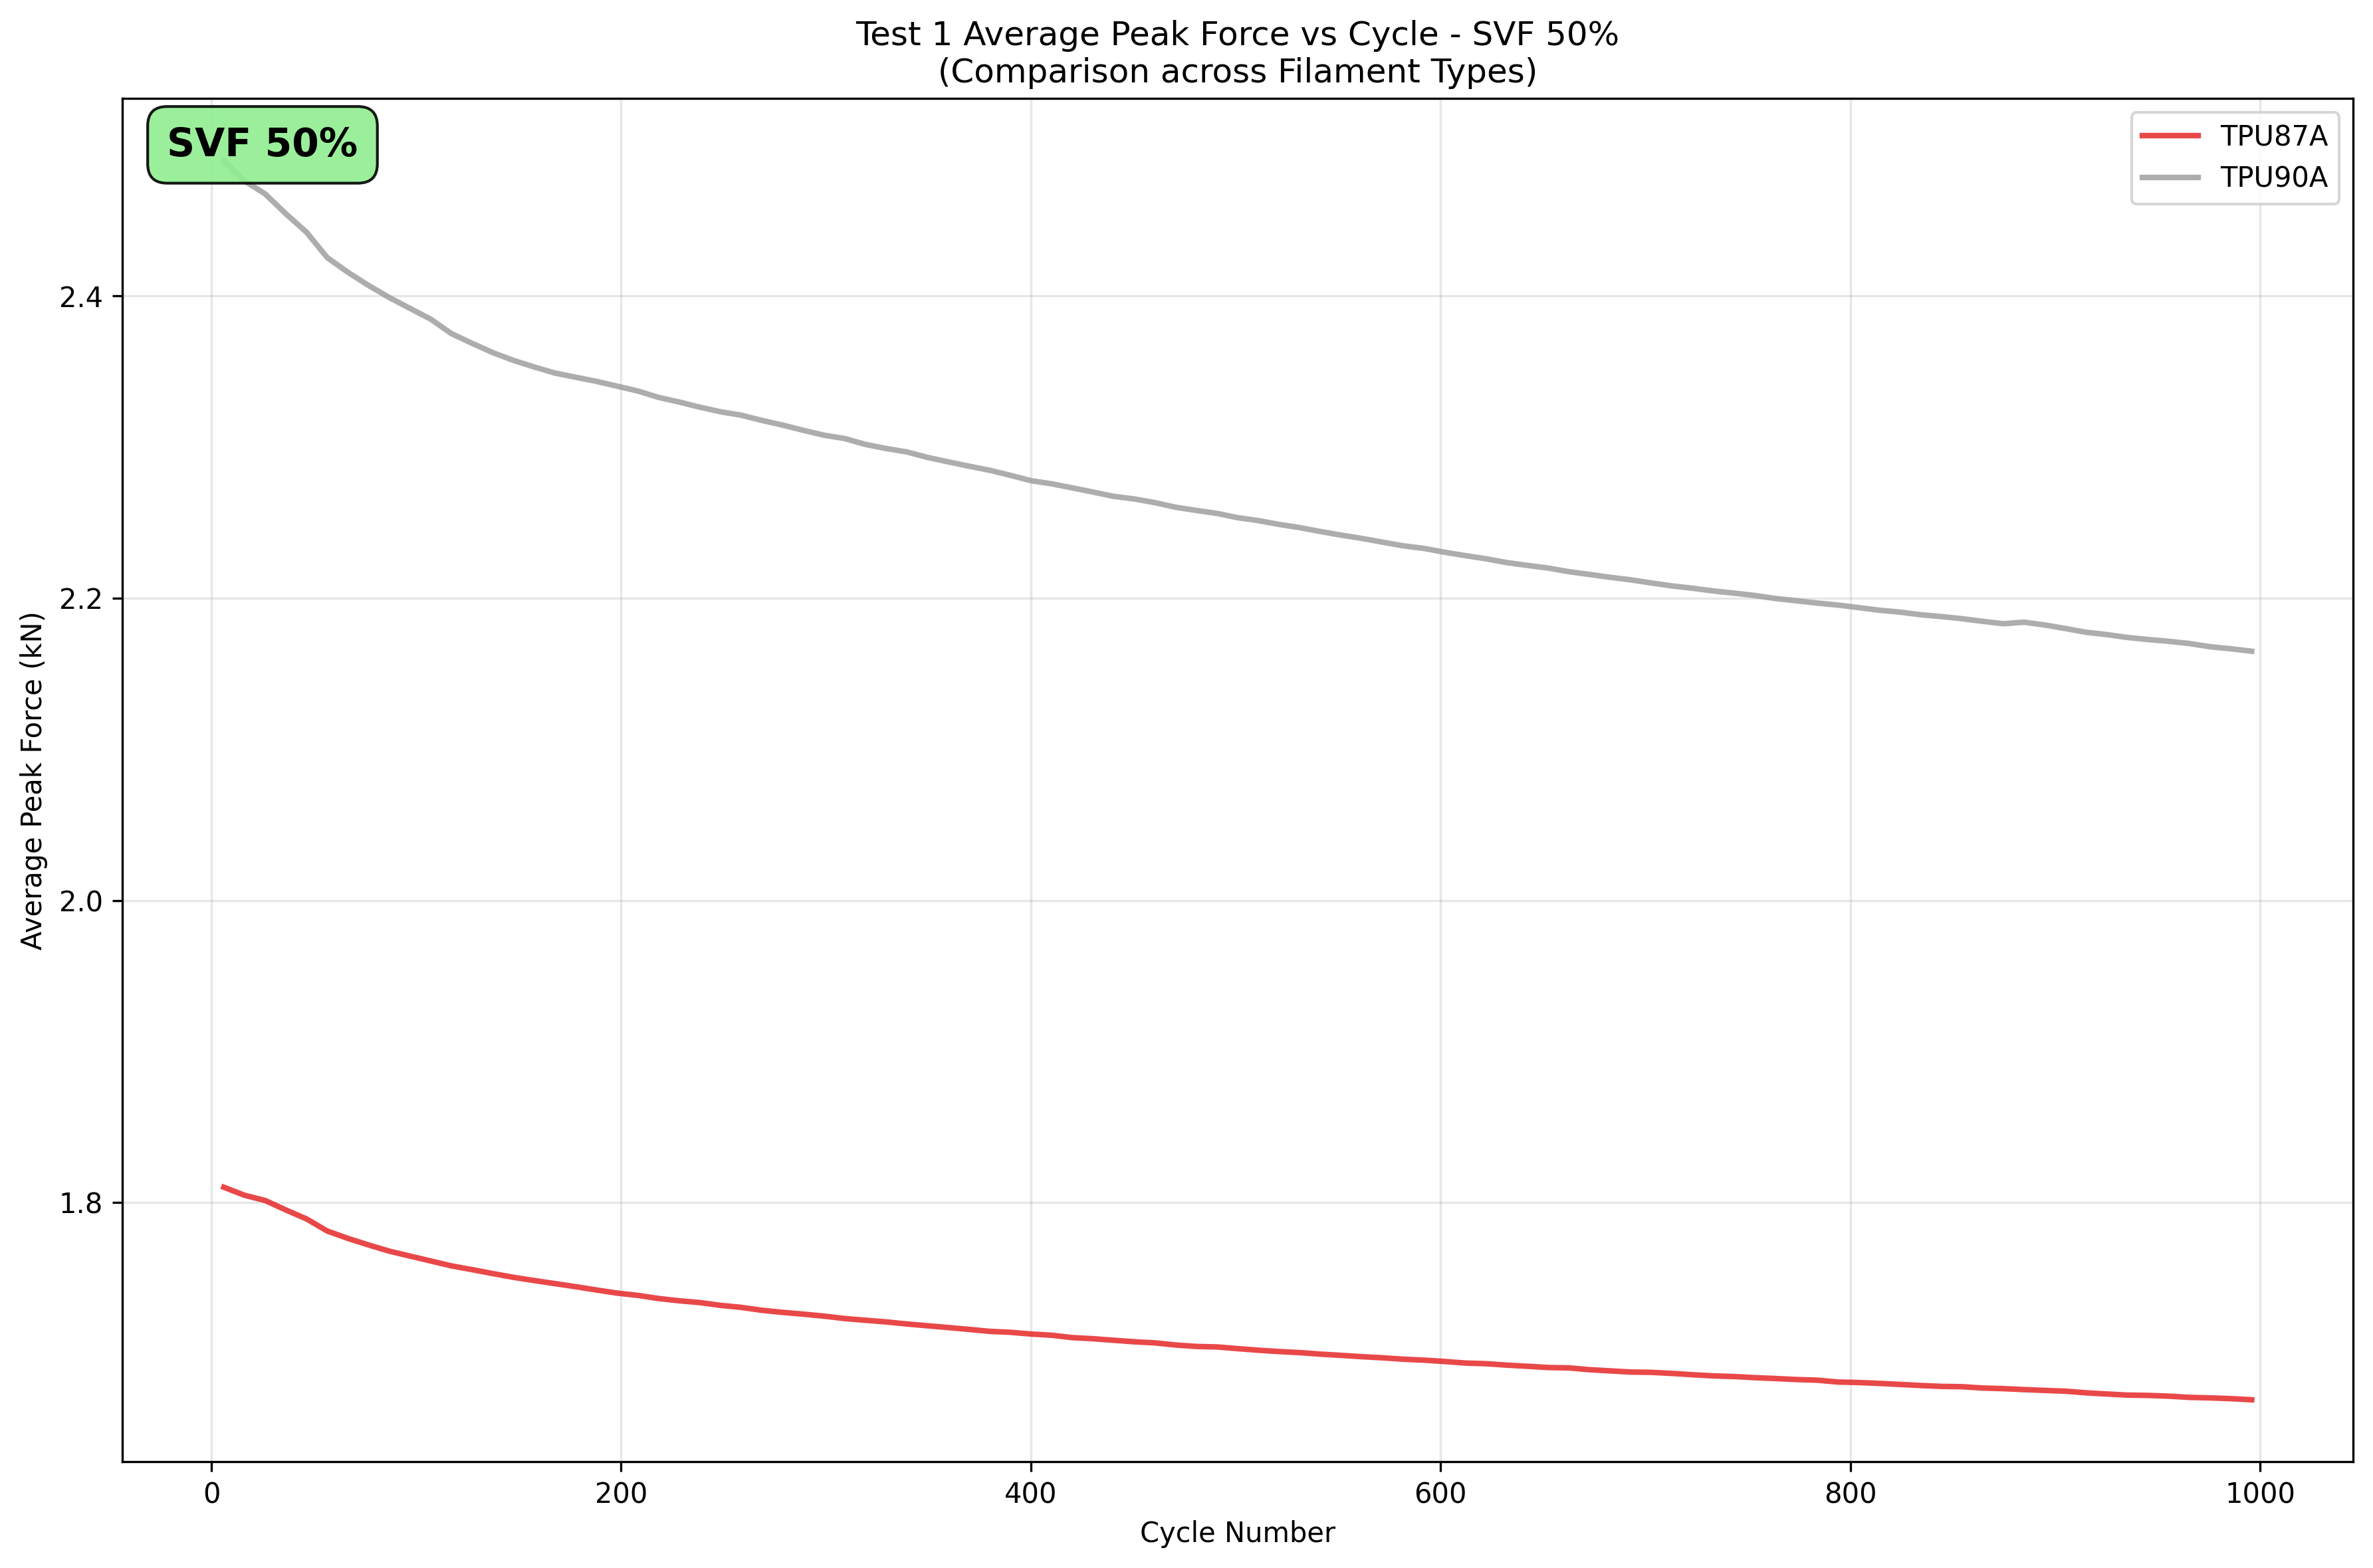 Test 1 Average Peak Force vs Cycle - SVF 50%
(Comparison across Filament Types)
SVF 50%
TPU87A
TPU90A
Average Peak Force (kN)
2.4
2.2
2.0
1.8
0 200 400 600 800 1000
Cycle Number